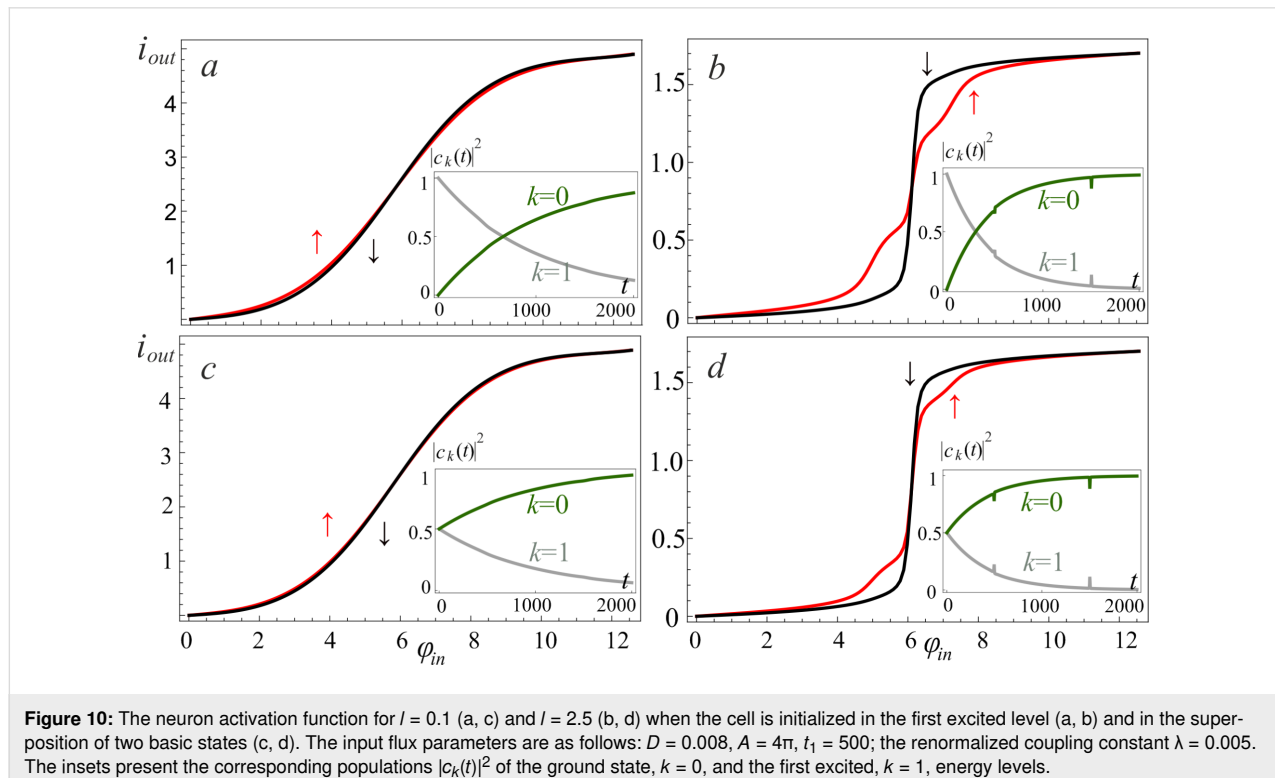 i_out
a
4
3
2
1
|c_k(t)|^2
1
0.5
0
k=0
k=1
0
1000
t
2000
↑
↓
b
1.5
1.0
0.5
0
0
2
4
6
8
10
12
|c_k(t)|^2
1
0.5
0
k=0
k=1
1000
t
2000
↓
↑
i_out
c
4
3
2
1
0
2
4
6
8
10
12
φ_in
|c_k(t)|^2
1
0.5
0
k=0
k=1
0
1000
t
2000
↑
↓
d
1.5
1.0
0.5
0
0
2
4
6
8
10
12
φ_in
|c_k(t)|^2
1
0.5
0
k=0
k=1
0
1000
t
2000
↓
↑
Figure 10: The neuron activation function for l = 0.1 (a, c) and l = 2.5 (b, d) when the cell is initialized in the first excited level (a, b) and in the super-
position of two basic states (c, d). The input flux parameters are as follows: D = 0.008, A = 4π, t₁ = 500; the renormalized coupling constant λ = 0.005.
The insets present the corresponding populations |c_k(t)|² of the ground state, k = 0, and the first excited, k = 1, energy levels.